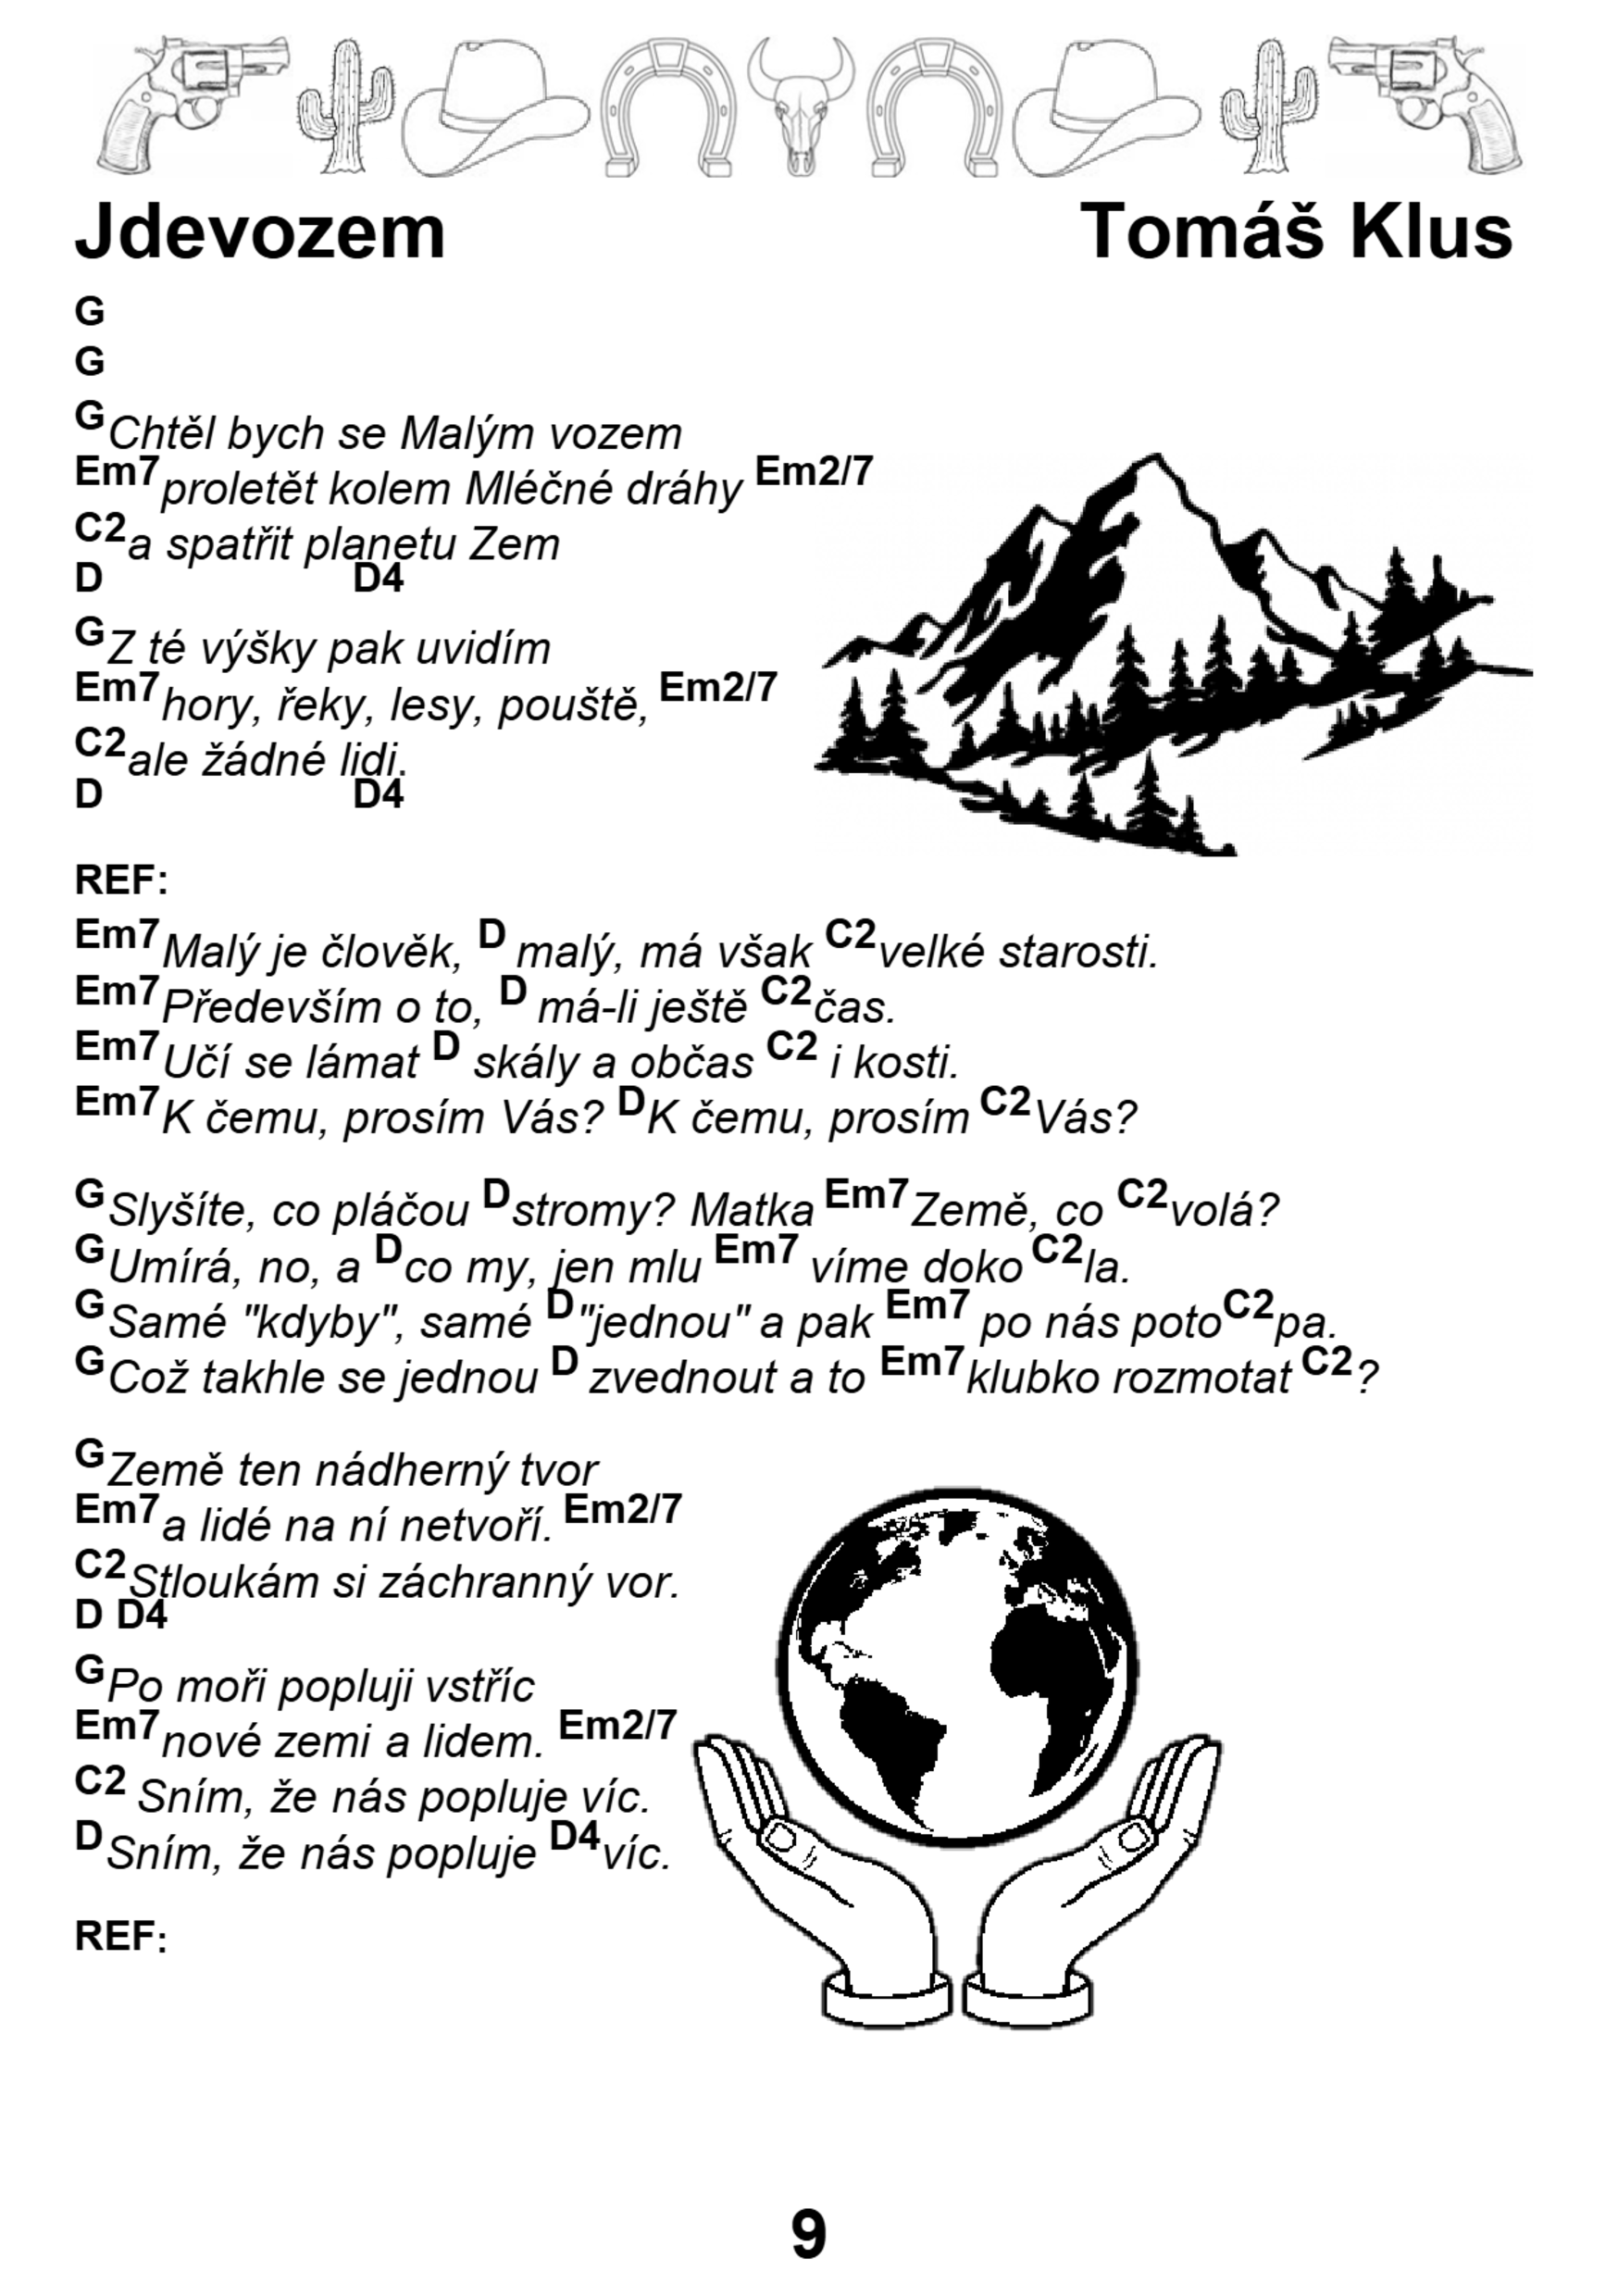 Jdevozem Tomáš Klus
G
G
GChtěl bych se Malým vozem
Em7proletět kolem Mléčné dráhy Em2/7
C2a spatřit planetu Zem
D D4
GZ té výšky pak uvidím
Em7hory, řeky, lesy, pouště, Em2/7
C2ale žádné lidi.
D D4
REF:
Em7Malý je člověk, D malý, má však C2velké starosti.
Em7Především o to, D má-li ještě C2čas.
Em7Učí se lámat D skály a občas C2 i kosti.
Em7K čemu, prosím Vás? DK čemu, prosím C2Vás?
GSlyšíte, co pláčou Dstromy? Matka Em7Země, co C2volá?
GUmírá, no, a Dco my, jen mlu Em7 víme doko C2la.
GSamé "kdyby", samé D"jednou" a pak Em7 po nás potoC2pa.
GCož takhle se jednou D zvednout a to Em7klubko rozmotat C2?
GZemě ten nádherný tvor
Em7a lidé na ní netvoří. Em2/7
C2Stloukám si záchranný vor.
D D4
GPo moři popluji vstříc
Em7nové zemi a lidem. Em2/7
C2 Sním, že nás popluje víc.
DSním, že nás popluje D4víc.
REF:
9